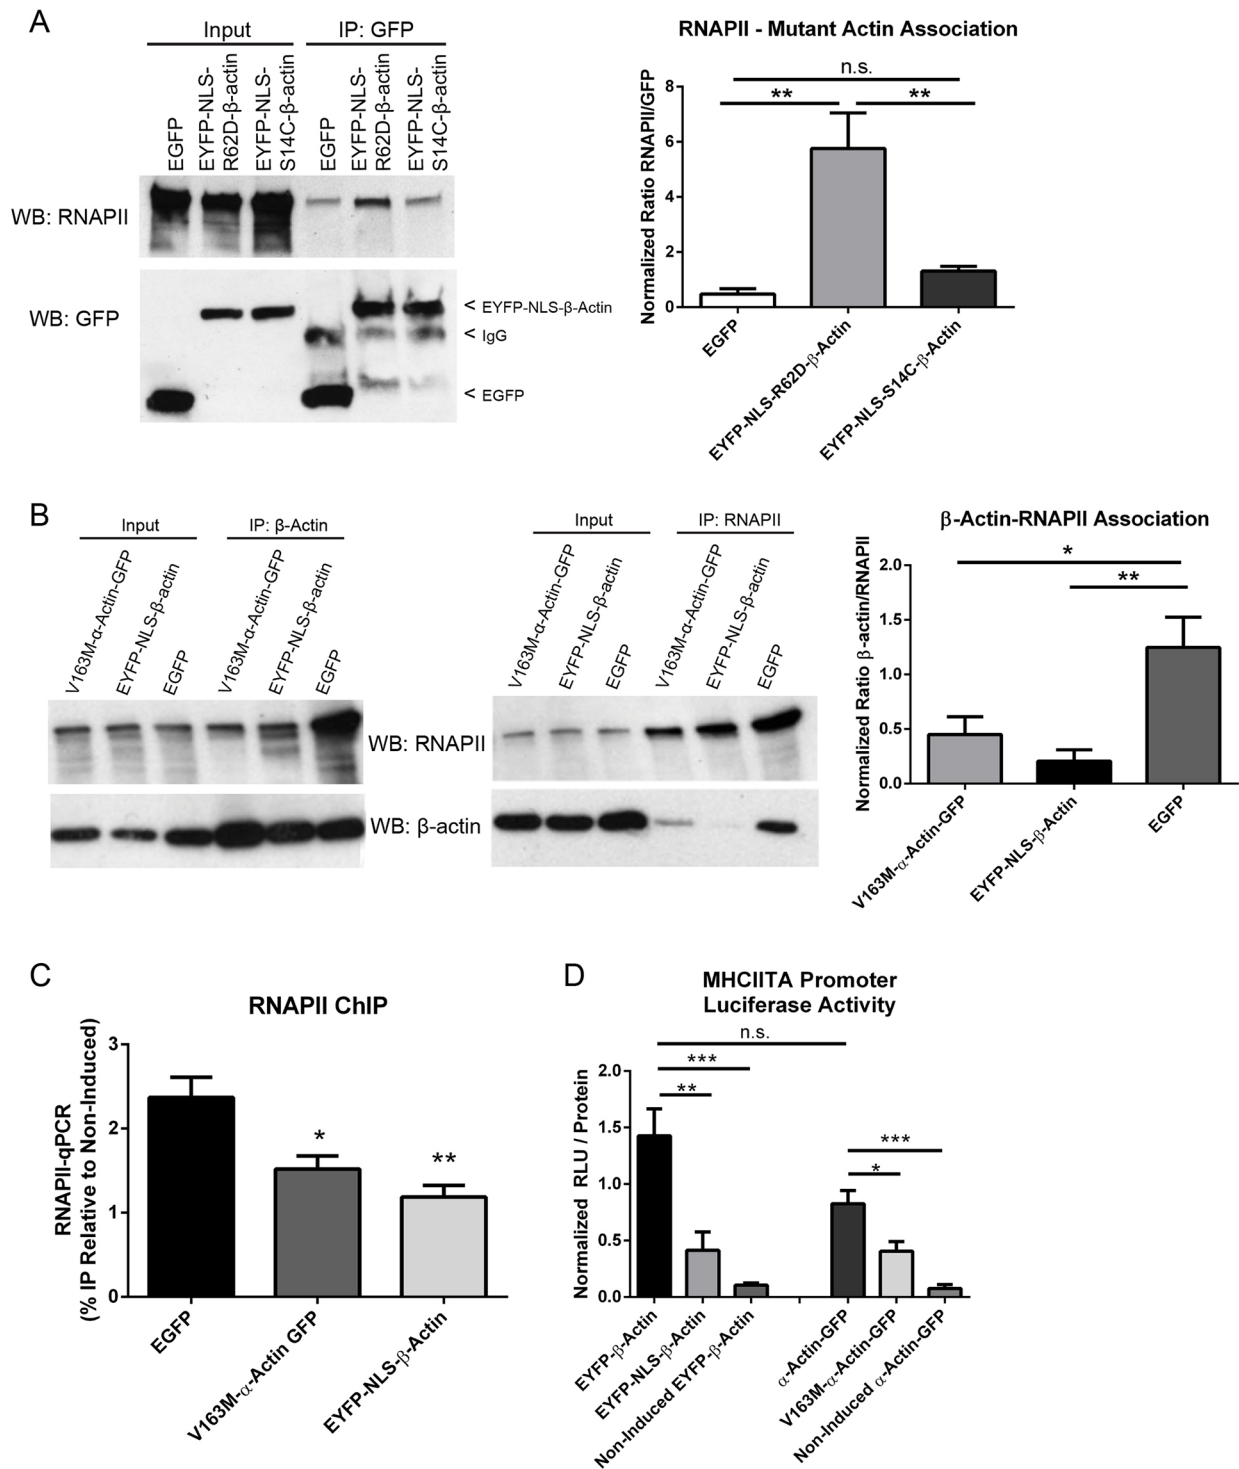 A
Input
IP: GFP
EGFP
EYFP-NLS-
R62D-β-actin
EYFP-NLS-
S14C-β-actin
EGFP
EYFP-NLS-
R62D-β-actin
EYFP-NLS-
S14C-β-actin
WB: RNAPII
WB: GFP
< EYFP-NLS-β-Actin
< IgG
< EGFP
RNAPII - Mutant Actin Association
n.s.
**
**
Normalized Ratio RNAPII/GFP
8
6
4
2
0
EGFP
EYFP-NLS-R62D-β-Actin
EYFP-NLS-S14C-β-Actin
B
Input
IP: β-Actin
V163M-α-Actin-GFP
EYFP-NLS-β-actin
EGFP
V163M-α-Actin-GFP
EYFP-NLS-β-actin
EGFP
WB: RNAPII
WB: β-actin
Input
IP: RNAPII
V163M-α-Actin-GFP
EYFP-NLS-β-actin
EGFP
V163M-α-Actin-GFP
EYFP-NLS-β-actin
EGFP
β-Actin-RNAPII Association
*
**
Normalized Ratio β-actin/RNAPII
2.0
1.5
1.0
0.5
0.0
V163M-α-Actin-GFP
EYFP-NLS-β-Actin
EGFP
C
RNAPII ChIP
RNAPII-qPCR
(% IP Relative to Non-Induced)
3
2
1
0
*
**
EGFP
V163M-α-Actin GFP
EYFP-NLS-β-Actin
D
MHCIITA Promoter
Luciferase Activity
n.s.
***
**
***
*
Normalized RLU / Protein
2.0
1.5
1.0
0.5
0.0
EYFP-β-Actin
EYFP-NLS-β-Actin
Non-Induced EYFP-β-Actin
α-Actin-GFP
V163M-α-Actin-GFP
Non-Induced α-Actin-GFP